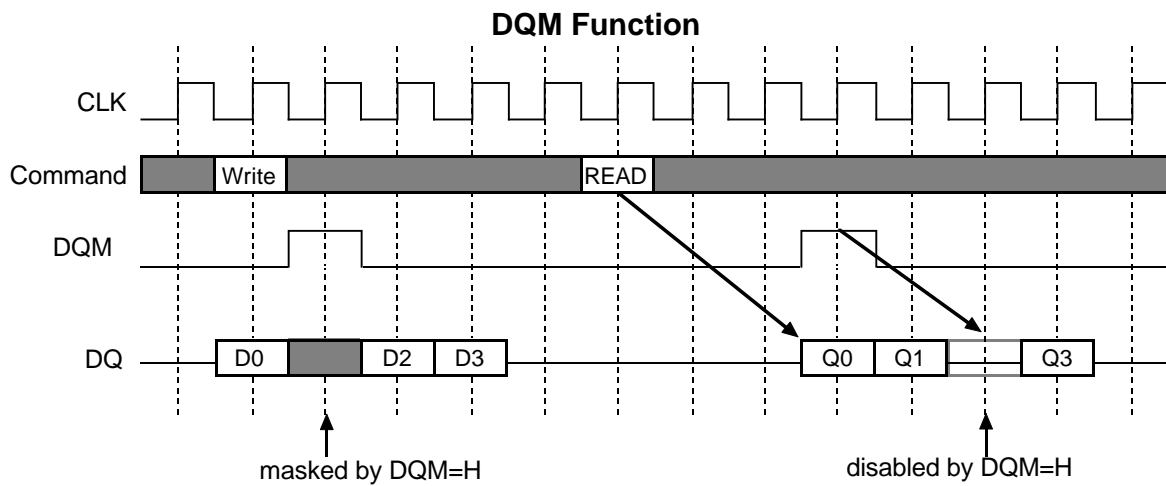 DQM Function
CLK
Command Write READ
DQM
DQ D0 D2 D3 Q0 Q1 Q3
masked by DQM=H disabled by DQM=H